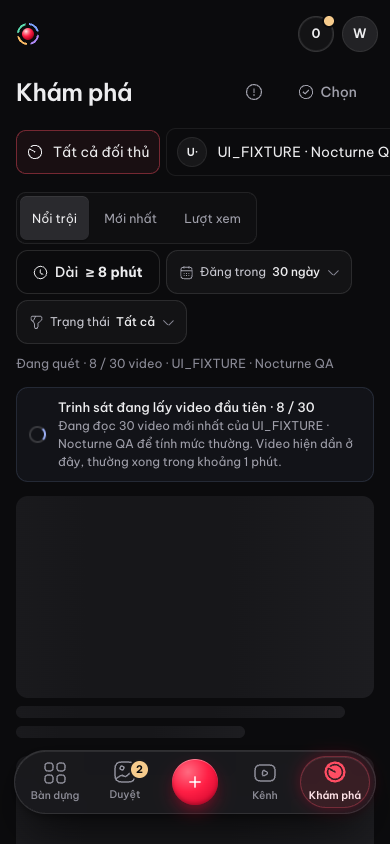 0 W
Khám phá
Chọn
Tất cả đối thủ
U· UI_FIXTURE · Nocturne Q
Nổi trội Mới nhất Lượt xem
Dài ≥ 8 phút
Đăng trong 30 ngày
Trạng thái Tất cả
Đang quét · 8 / 30 video · UI_FIXTURE · Nocturne QA
Trinh sát đang lấy video đầu tiên · 8 / 30
Đang đọc 30 video mới nhất của UI_FIXTURE ·
Nocturne QA để tính mức thường. Video hiện dần ở
đây, thường xong trong khoảng 1 phút.
2
Bàn dựng Duyệt + Kênh Khám phá